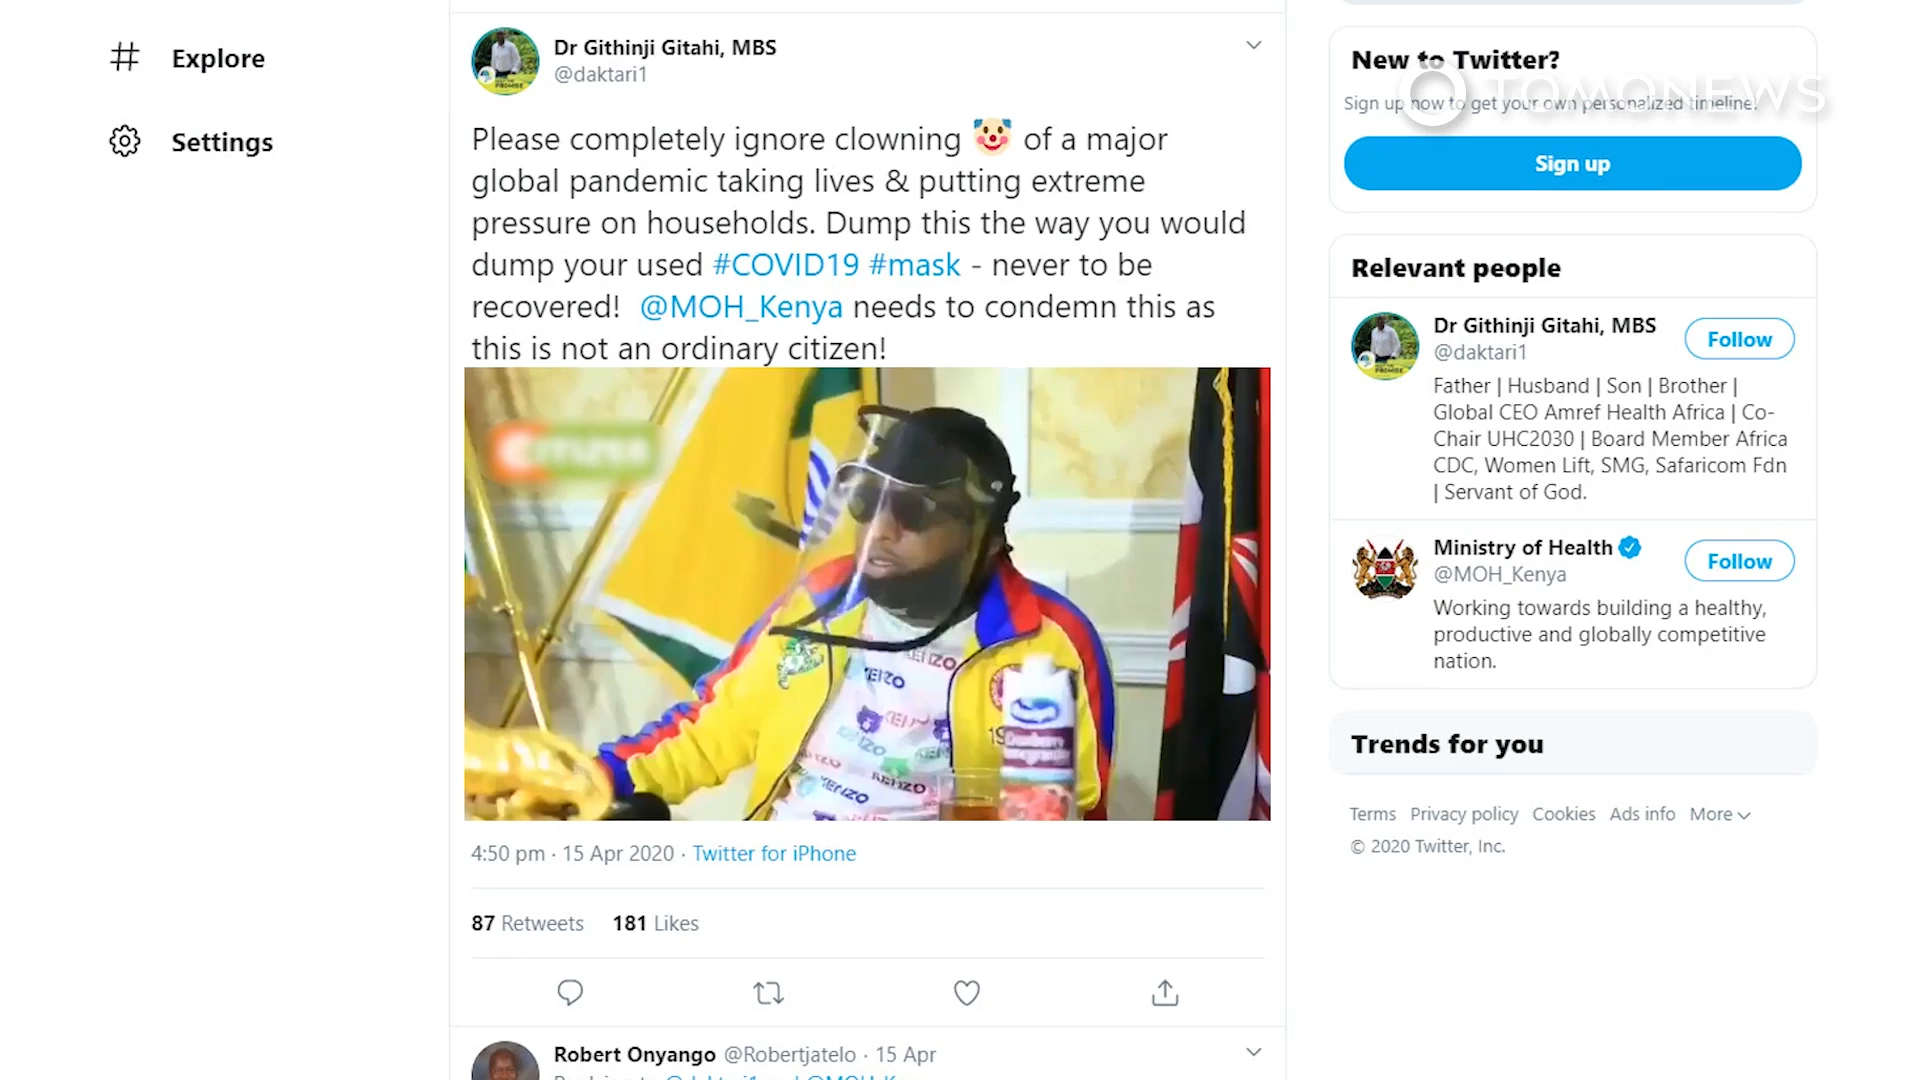 Explore
Settings
Dr Githinji Gitahi, MBS
@daktari1
Please completely ignore clowning 🤡 of a major
global pandemic taking lives & putting extreme
pressure on households. Dump this the way you would
dump your used #COVID19 #mask - never to be
recovered! @MOH_Kenya needs to condemn this as
this is not an ordinary citizen!
CITIZEN
KENZO
KENZO
KENZO
KENZO
KENZO
4:50 pm · 15 Apr 2020 · Twitter for iPhone
87 Retweets 181 Likes
Robert Onyango @Robertjatelo · 15 Apr
New to Twitter?
TOMONEWS
Sign up now to get your own personalized timeline!
Sign up
Relevant people
Dr Githinji Gitahi, MBS
@daktari1
Follow
Father | Husband | Son | Brother |
Global CEO Amref Health Africa | Co-
Chair UHC2030 | Board Member Africa
CDC, Women Lift, SMG, Safaricom Fdn
| Servant of God.
Ministry of Health
@MOH_Kenya
Follow
Working towards building a healthy,
productive and globally competitive
nation.
Trends for you
Terms Privacy policy Cookies Ads info More
© 2020 Twitter, Inc.